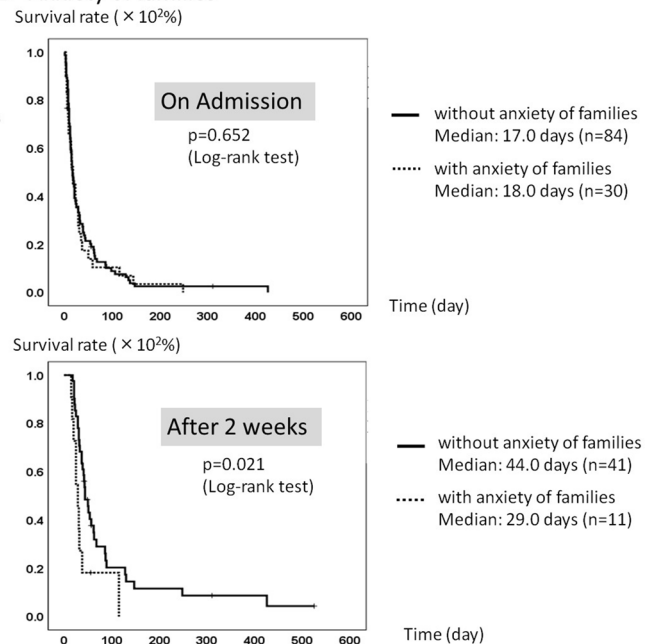 Survival rate ( × 10²%)
1.0
0.8
0.6
0.4
0.2
0.0
On Admission
p=0.652
(Log-rank test)
without anxiety of families
Median: 17.0 days (n=84)
with anxiety of families
Median: 18.0 days (n=30)
0 100 200 300 400 500 600
Time (day)
Survival rate ( × 10²%)
1.0
0.8
0.6
0.4
0.2
0.0
After 2 weeks
p=0.021
(Log-rank test)
without anxiety of families
Median: 44.0 days (n=41)
with anxiety of families
Median: 29.0 days (n=11)
0 100 200 300 400 500 600
Time (day)